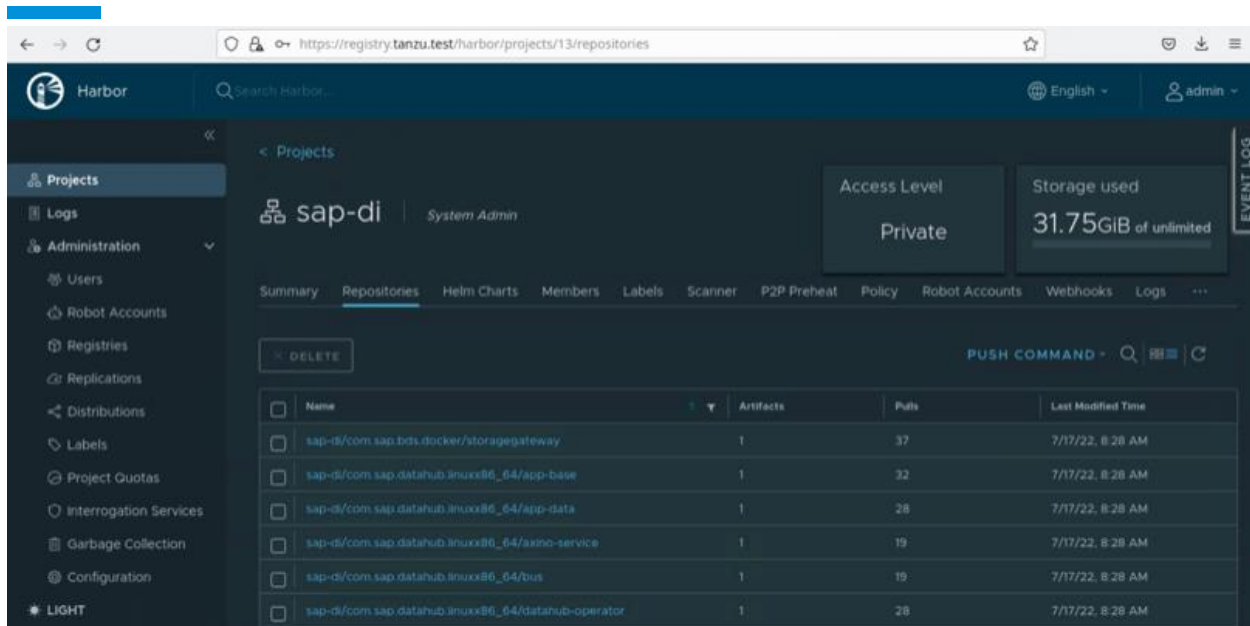 https://registry.tanzu.test/harbor/projects/13/repositories
Harbor
Search Harbor...
English
admin
< Projects
EVENT LOG
Projects
Logs
Administration
Users
Robot Accounts
Registries
Replications
Distributions
Labels
Project Quotas
Interrogation Services
Garbage Collection
Configuration
LIGHT
sap-di
System Admin
Access Level
Private
Storage used
31.75GiB of unlimited
Summary Repositories Helm Charts Members Labels Scanner P2P Preheat Policy Robot Accounts Webhooks Logs ...
× DELETE
PUSH COMMAND
Name Artifacts Pulls Last Modified Time
sap-di/com.sap.bds.docker/storagegateway 1 37 7/17/22, 8:28 AM
sap-di/com.sap.datahub.linuxx86_64/app-base 1 32 7/17/22, 8:28 AM
sap-di/com.sap.datahub.linuxx86_64/app-data 1 28 7/17/22, 8:28 AM
sap-di/com.sap.datahub.linuxx86_64/axino-service 1 19 7/17/22, 8:28 AM
sap-di/com.sap.datahub.linuxx86_64/bus 1 19 7/17/22, 8:28 AM
sap-di/com.sap.datahub.linuxx86_64/datahub-operator 1 28 7/17/22, 8:28 AM